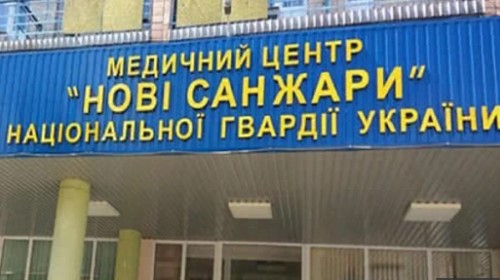 МЕДИЧНИЙ ЦЕНТР
"НОВІ САНЖАРИ"
НАЦІОНАЛЬНОЇ ГВАРДІЇ УКРАЇНИ